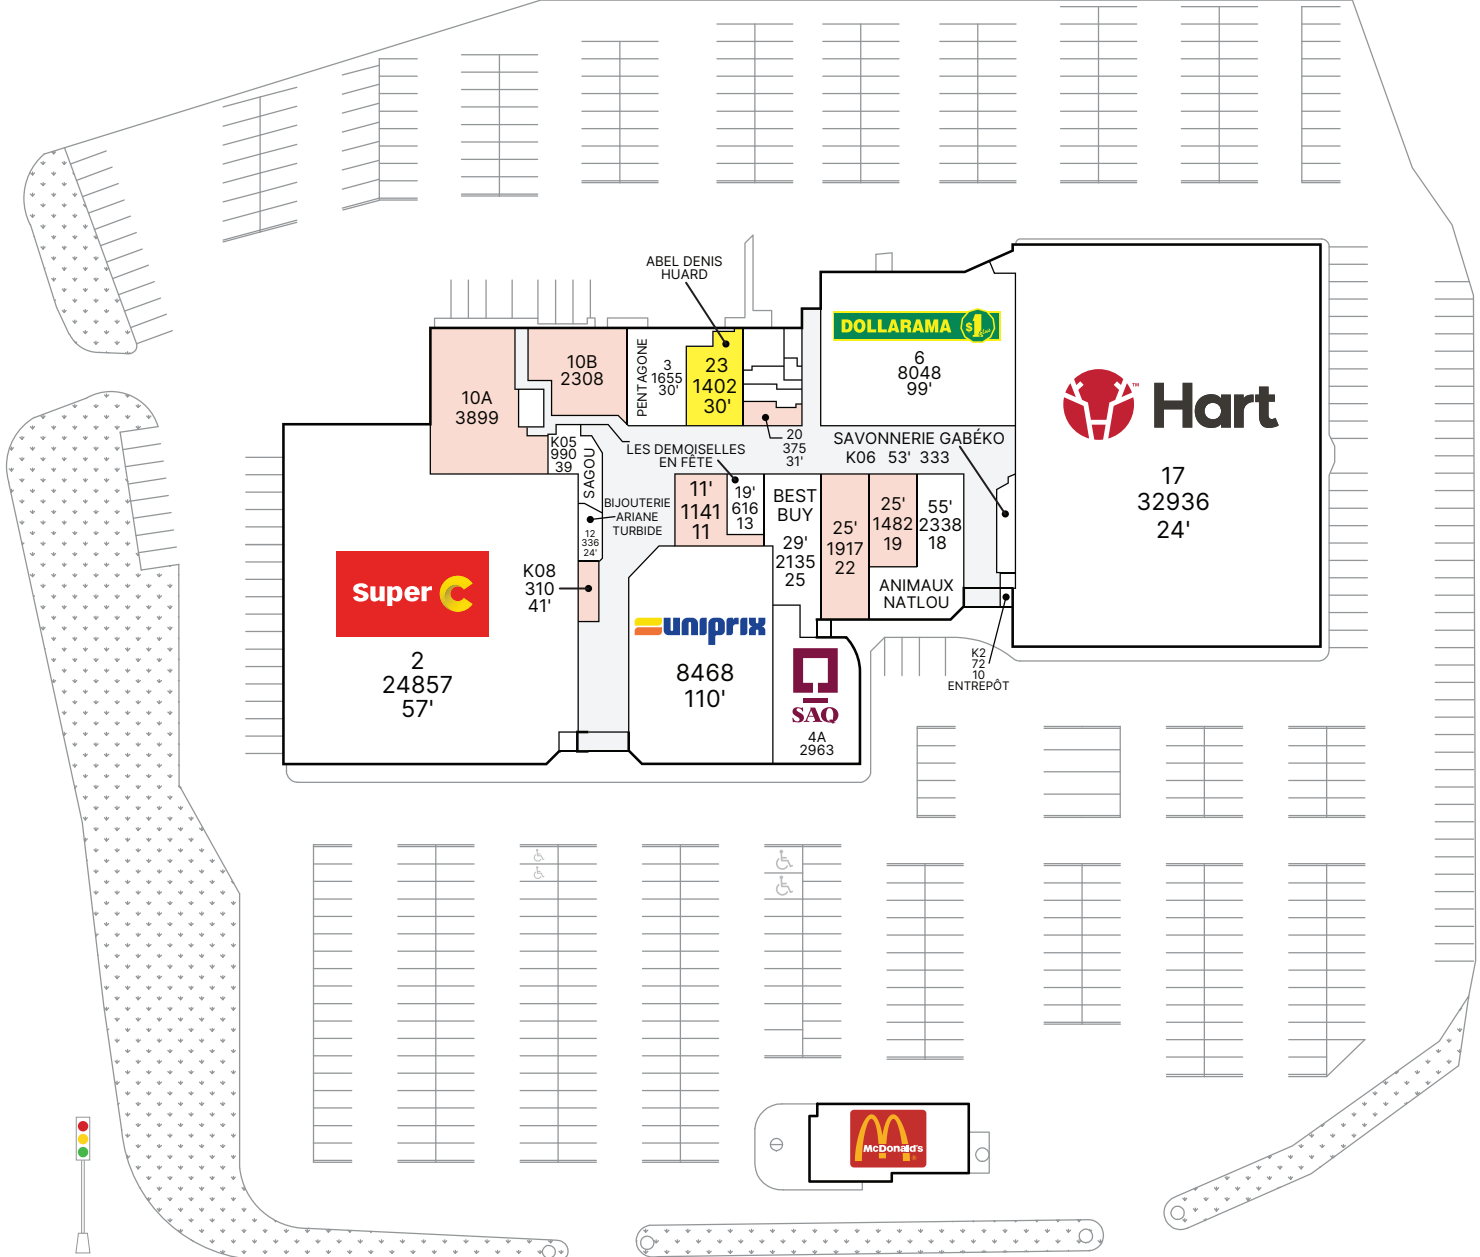 ABEL DENIS
HUARD
10A
3899
10B
2308
PENTAGONE
3
1655
30'
23
1402
30'
20
375
31'
DOLLARAMA $1 plus
6
8048
99'
Hart™
17
32936
24'
K05
990
39
SAGOU
LES DEMOISELLES
EN FÊTE
SAVONNERIE GABÉKO
K06 53' 333
BIJOUTERIE
ARIANE
TURBIDE
12
336
24'
11'
1141
11
19'
616
13
BEST
BUY
29'
2135
25
25'
1917
22
25'
1482
19
55'
2338
18
ANIMAUX
NATLOU
K08
310
41'
Super C
2
24857
57'
uniprix
8468
110'
SAQ
4A
2963
K2
72
10
ENTREPÔT
McDonald's